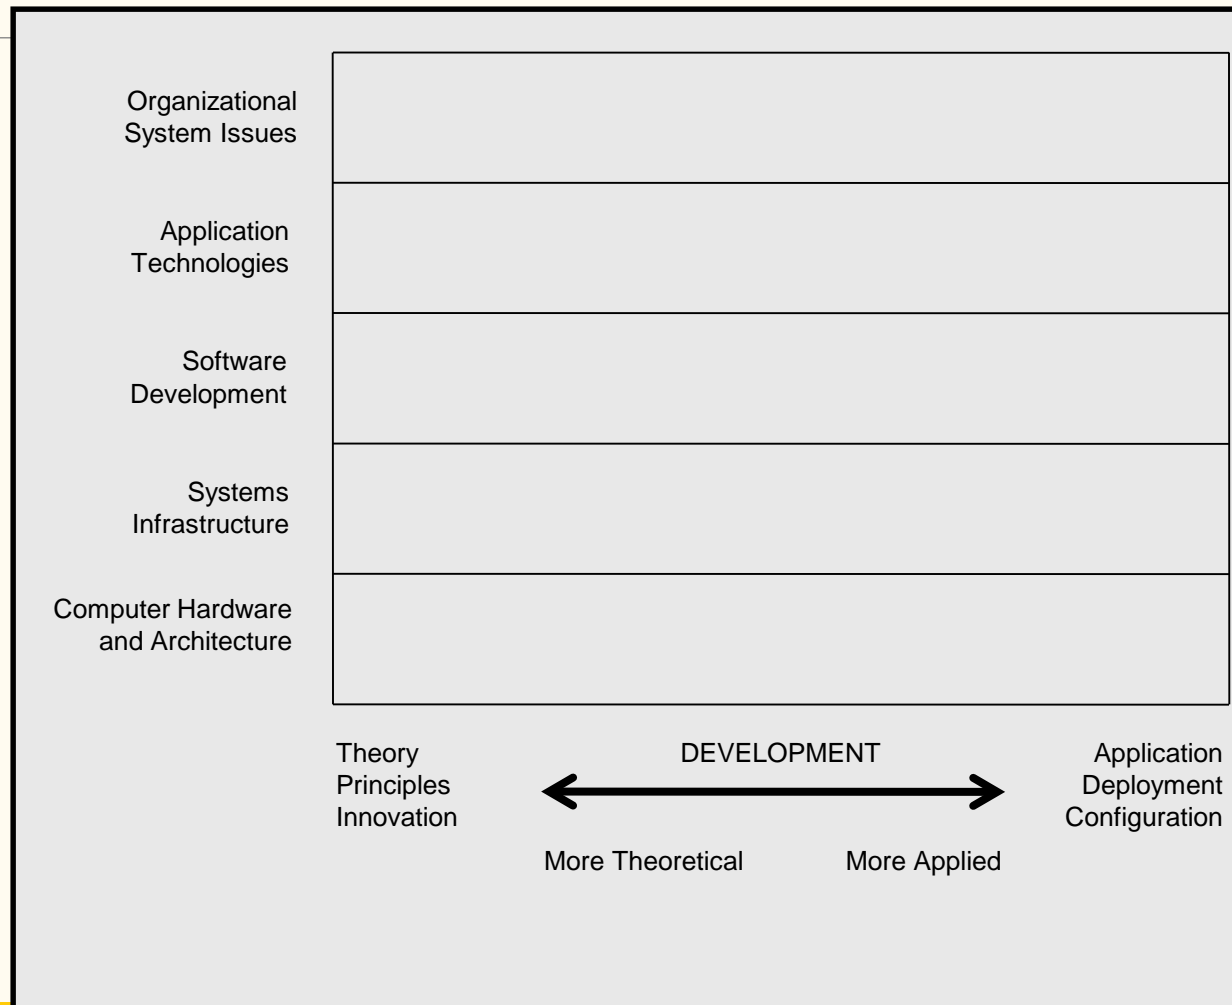 Organizational
System Issues
Application
Technologies
Software
Development
Systems
Infrastructure
Computer Hardware
and Architecture
Theory
Principles
Innovation
DEVELOPMENT
Application
Deployment
Configuration
More Theoretical
More Applied